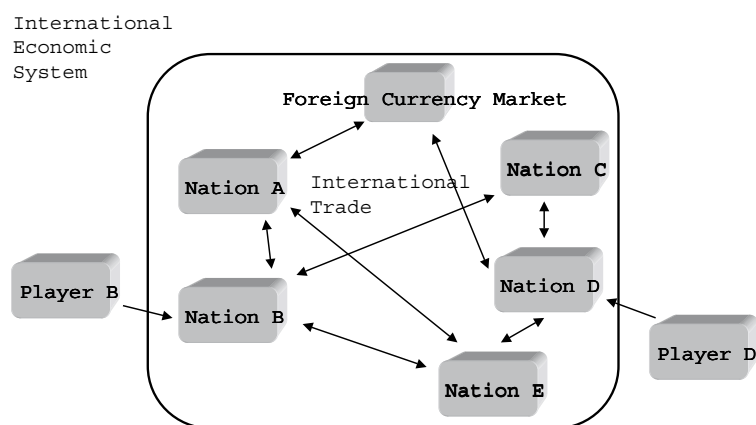 International
Economic
System
Foreign Currency Market
Nation C
Nation A
International
Trade
Player B
Nation B
Nation D
Player D
Nation E